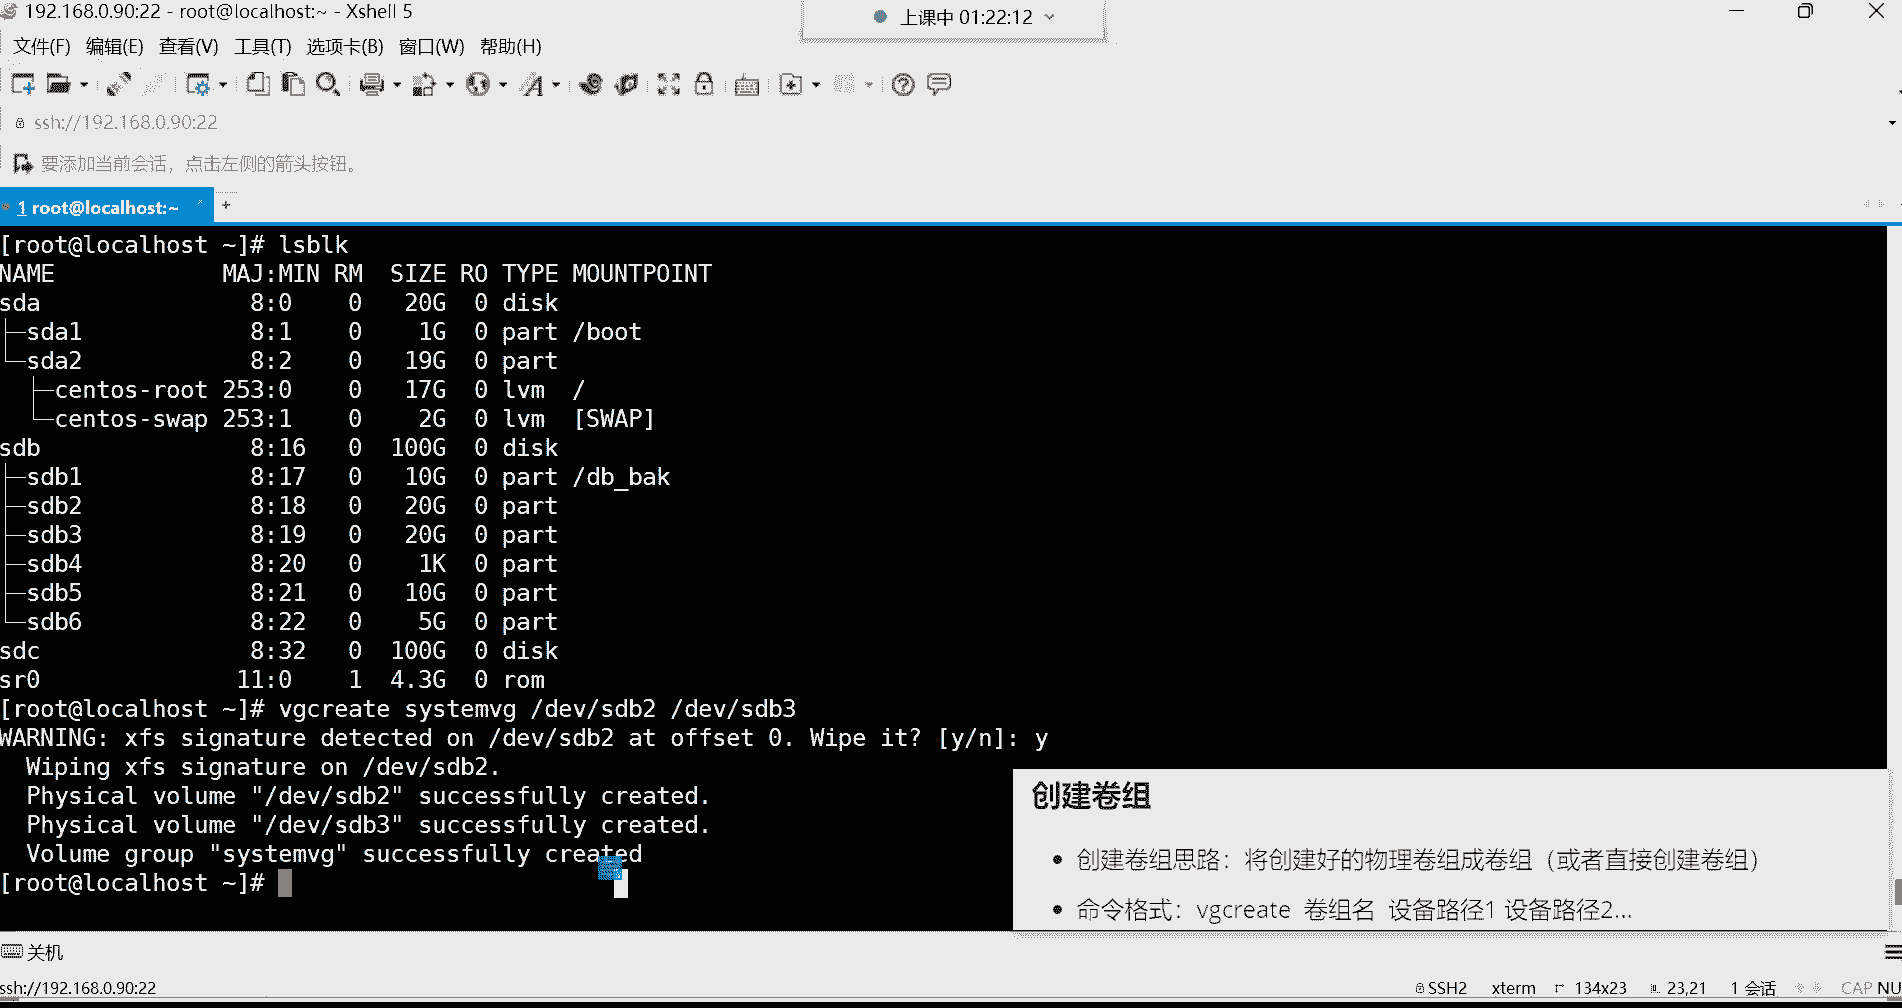 192.168.0.90:22 - root@localhost:~ - Xshell 5
上课中 01:22:12
文件(F) 编辑(E) 查看(V) 工具(T) 选项卡(B) 窗口(W) 帮助(H)
ssh://192.168.0.90:22
要添加当前会话，点击左侧的箭头按钮。
1 root@localhost:~ × +
[root@localhost ~]# lsblk
NAME MAJ:MIN RM SIZE RO TYPE MOUNTPOINT
sda 8:0 0 20G 0 disk
├─sda1 8:1 0 1G 0 part /boot
└─sda2 8:2 0 19G 0 part
├─centos-root 253:0 0 17G 0 lvm /
└─centos-swap 253:1 0 2G 0 lvm [SWAP]
sdb 8:16 0 100G 0 disk
├─sdb1 8:17 0 10G 0 part /db_bak
├─sdb2 8:18 0 20G 0 part
├─sdb3 8:19 0 20G 0 part
├─sdb4 8:20 0 1K 0 part
├─sdb5 8:21 0 10G 0 part
└─sdb6 8:22 0 5G 0 part
sdc 8:32 0 100G 0 disk
sr0 11:0 1 4.3G 0 rom
[root@localhost ~]# vgcreate systemvg /dev/sdb2 /dev/sdb3
WARNING: xfs signature detected on /dev/sdb2 at offset 0. Wipe it? [y/n]: y
Wiping xfs signature on /dev/sdb2.
Physical volume "/dev/sdb2" successfully created.
Physical volume "/dev/sdb3" successfully created.
Volume group "systemvg" successfully created
[root@localhost ~]#
创建卷组
• 创建卷组思路：将创建好的物理卷组成卷组（或者直接创建卷组）
• 命令格式：vgcreate 卷组名 设备路径1 设备路径2...
关机
ssh://192.168.0.90:22 SSH2 xterm 134x23 23,21 1 会话 CAP NU